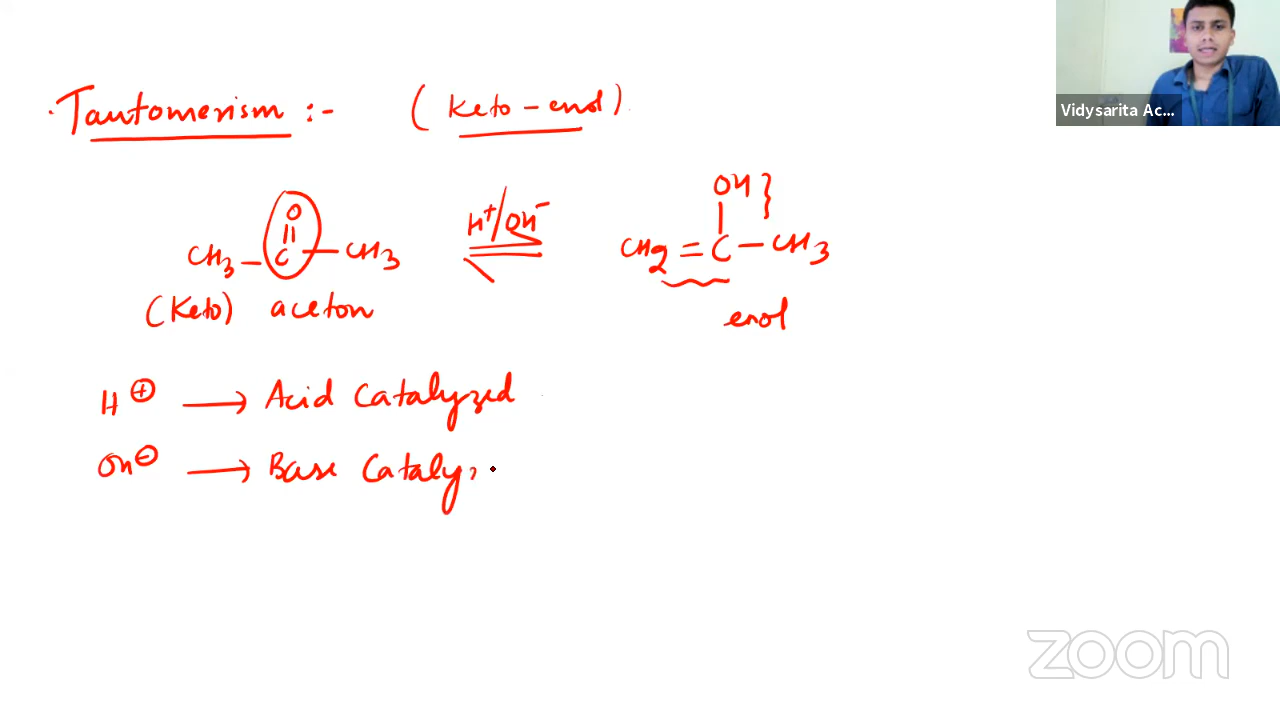 Tautomerism :- (Keto-enol)
O OH
CH3 - C - CH3 H+/OH- CH2 = C - CH3
(Keto) aceton enol
H⊕ → Acid Catalyzed
OH⊖ → Base Cataly
Vidysarita Ac...
zoom